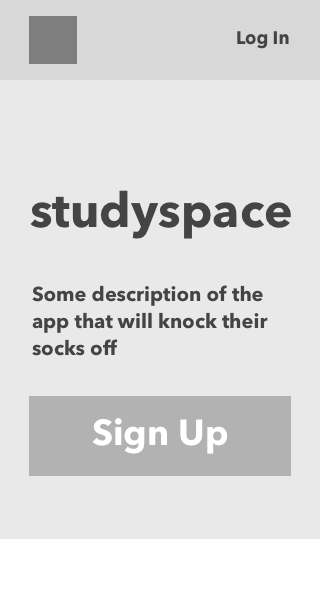 Log In
studyspace
Some description of the
app that will knock their
socks off
Sign Up